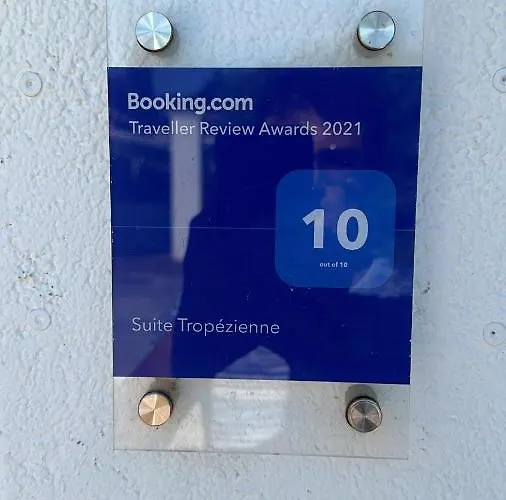 Booking.com
Traveller Review Awards 2021
10
out of 10
Suite Tropézienne